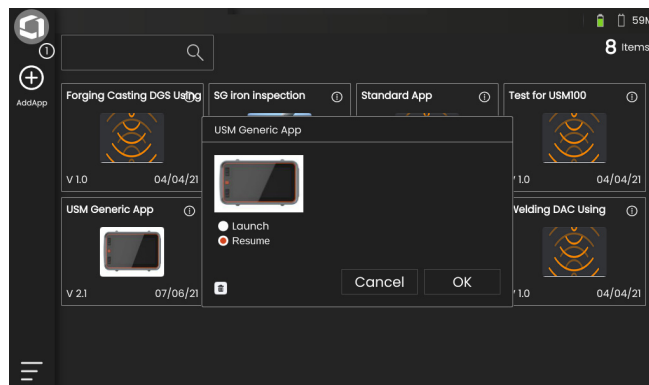 59M
1
8 Items
AddApp
Forging Casting DGS Using
SG iron inspection
Standard App
Test for USM100
V 1.0 04/04/21
1.0 04/04/21
USM Generic App
Launch
Resume
Cancel
OK
USM Generic App
V 2.1 07/06/21
Welding DAC Using
1.0 04/04/21